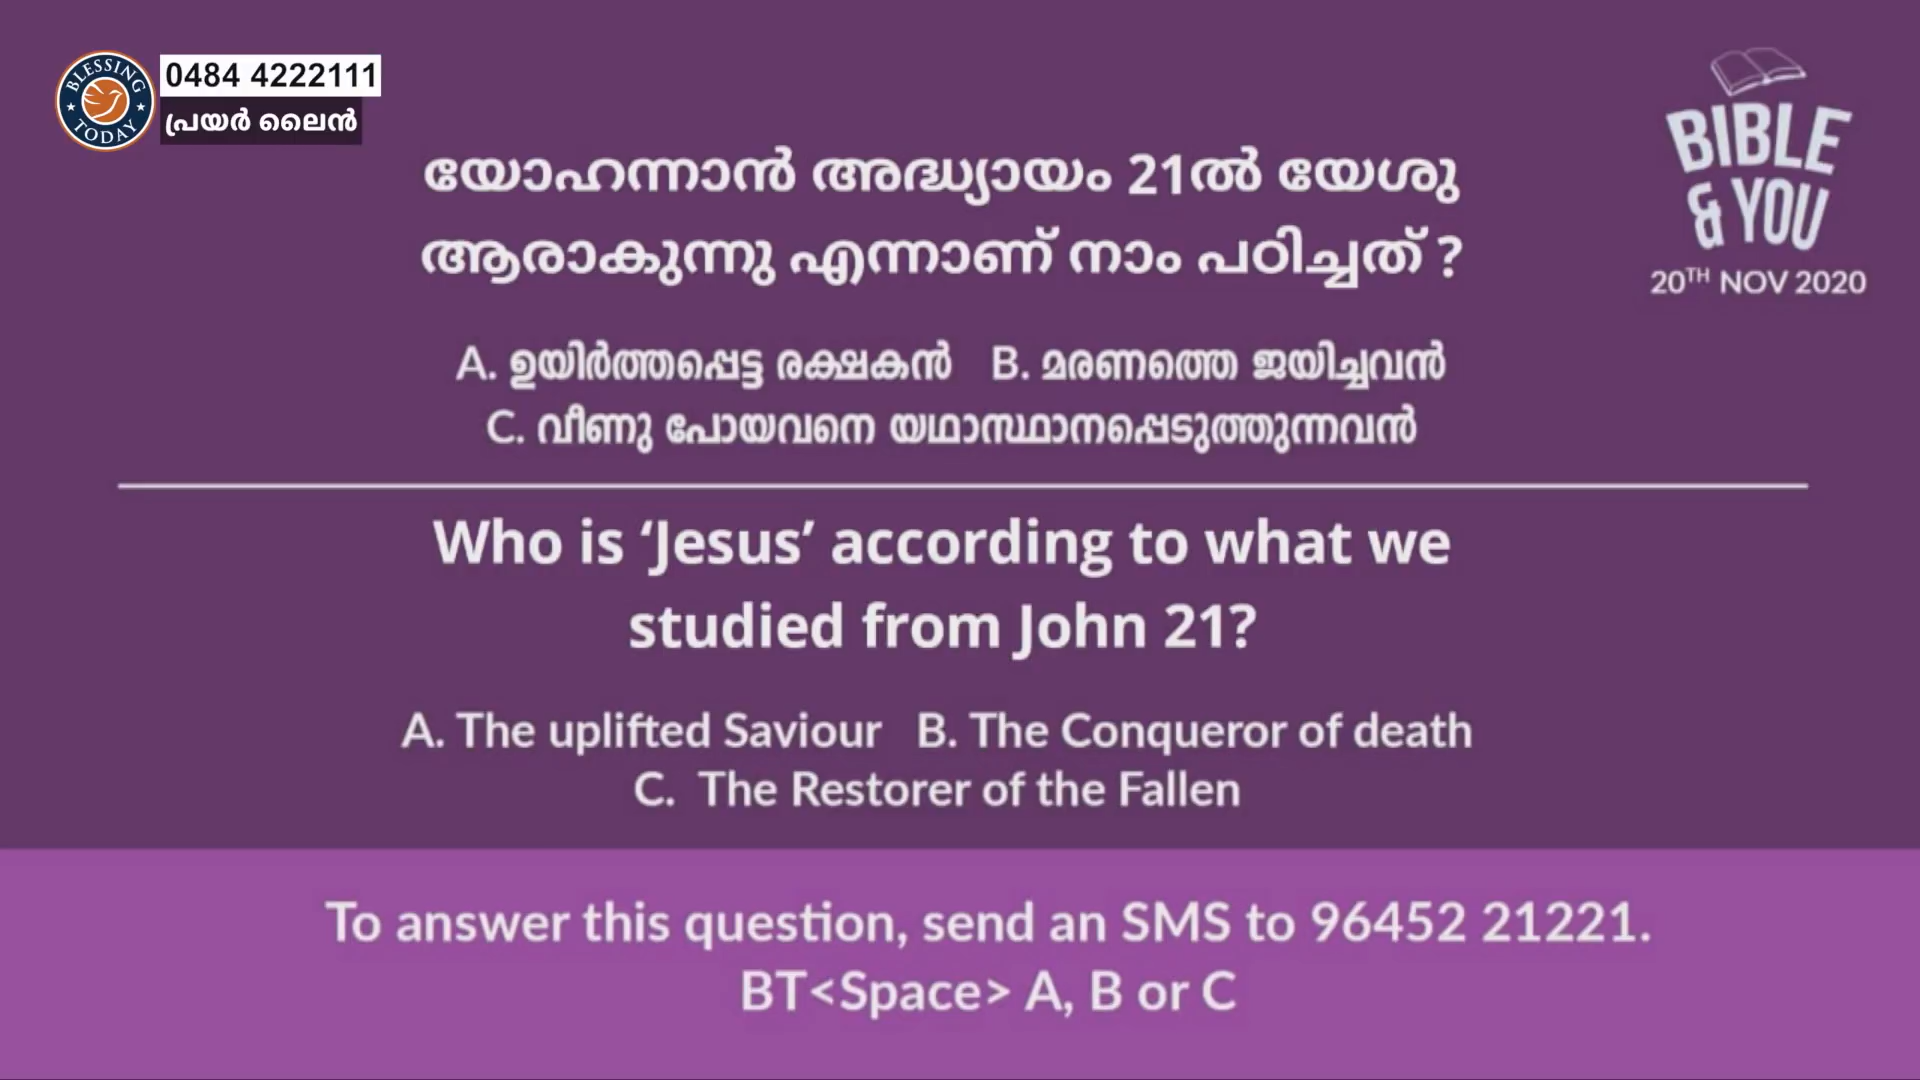 BLESSING TODAY
0484 4222111
പ്രയർ ലൈൻ
BIBLE
& YOU
20TH NOV 2020
യോഹന്നാൻ അദ്ധ്യായം 21ൽ യേശു
ആരാകുന്നു എന്നാണ് നാം പഠിച്ചത് ?
A. ഉയിർത്തപ്പെട്ട രക്ഷകൻ B. മരണത്തെ ജയിച്ചവൻ
C. വീണു പോയവനെ യഥാസ്ഥാനപ്പെടുത്തുന്നവൻ
Who is ‘Jesus’ according to what we
studied from John 21?
A. The uplifted Saviour B. The Conqueror of death
C. The Restorer of the Fallen
To answer this question, send an SMS to 96452 21221.
BT<Space> A, B or C